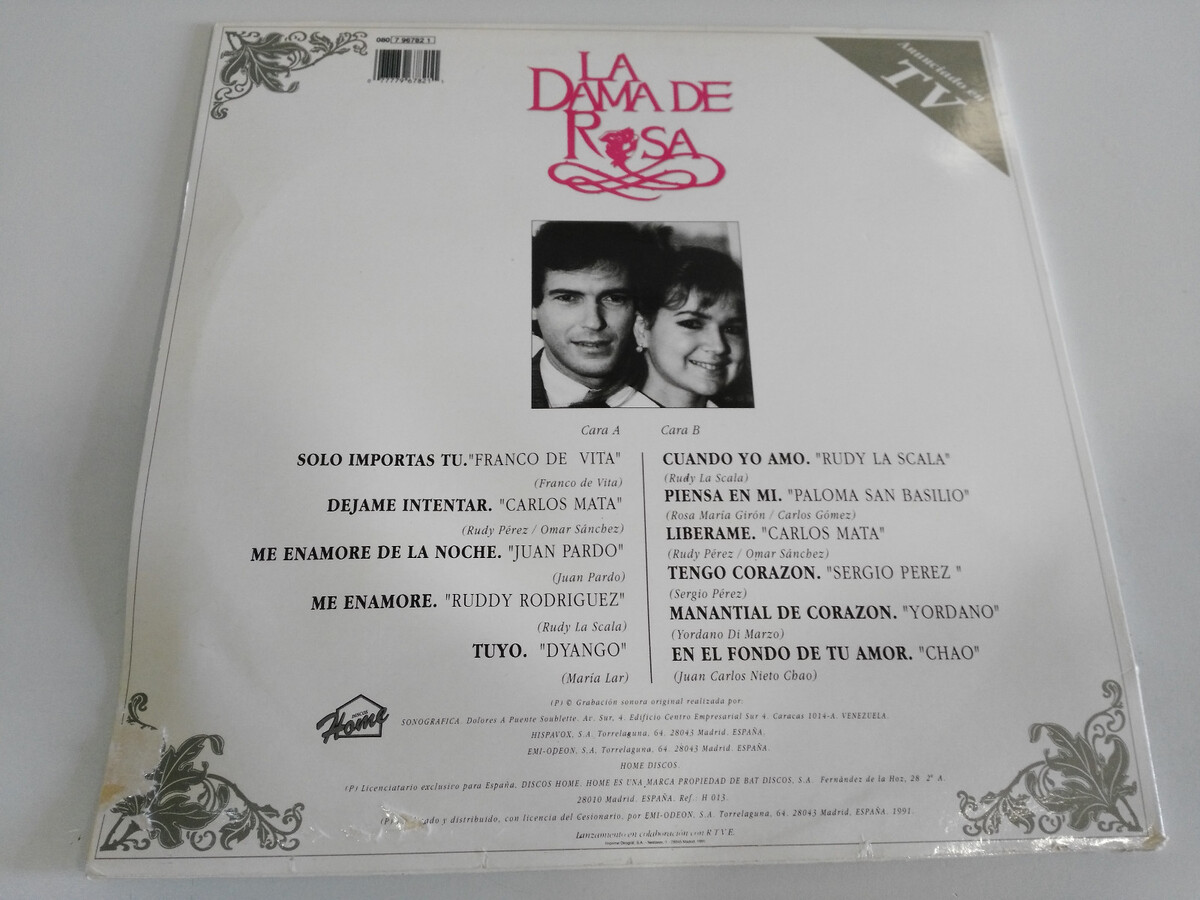 080 7 96782 1
LA
DAMA DE
ROSA
Anunciado en
TV
Cara A
SOLO IMPORTAS TU."FRANCO DE VITA"
(Franco de Vita)
DEJAME INTENTAR. "CARLOS MATA"
(Rudy Pérez / Omar Sánchez)
ME ENAMORE DE LA NOCHE. "JUAN PARDO"
(Juan Pardo)
ME ENAMORE. "RUDDY RODRIGUEZ"
(Rudy La Scala)
TUYO. "DYANGO"
(María Lar)
Cara B
CUANDO YO AMO. "RUDY LA SCALA"
(Rudy La Scala)
PIENSA EN MI. "PALOMA SAN BASILIO"
(Rosa María Girón / Carlos Gómez)
LIBERAME. "CARLOS MATA"
(Rudy Pérez / Omar Sánchez)
TENGO CORAZON. "SERGIO PEREZ "
(Sergio Pérez)
MANANTIAL DE CORAZON. "YORDANO"
(Yordano Di Marzo)
EN EL FONDO DE TU AMOR. "CHAO"
(Juan Carlos Nieto Chao)
DISCOS
Home
(P) © Grabación sonora original realizada por:
SONOGRAFICA. Dolores A Puente Soublette. Av. Sur, 4. Edificio Centro Empresarial Sur 4. Caracas 1014-A. VENEZUELA.
HISPAVOX, S.A. Torrelaguna, 64. 28043 Madrid. ESPAÑA.
EMI-ODEON, S.A. Torrelaguna, 64. 28043 Madrid. ESPAÑA.
HOME DISCOS.
(P) Licenciatario exclusivo para España, DISCOS HOME. HOME ES UNA MARCA PROPIEDAD DE BAT DISCOS, S.A. Fernández de la Hoz, 28 2º A.
28010 Madrid. ESPAÑA. Ref.: H 013.
y distribuido, con licencia del Cesionario, por EMI-ODEON, S.A. Torrelaguna, 64. 28043 Madrid, ESPAÑA. 1991.
Lanzamiento en colaboración con R.T.V.E.